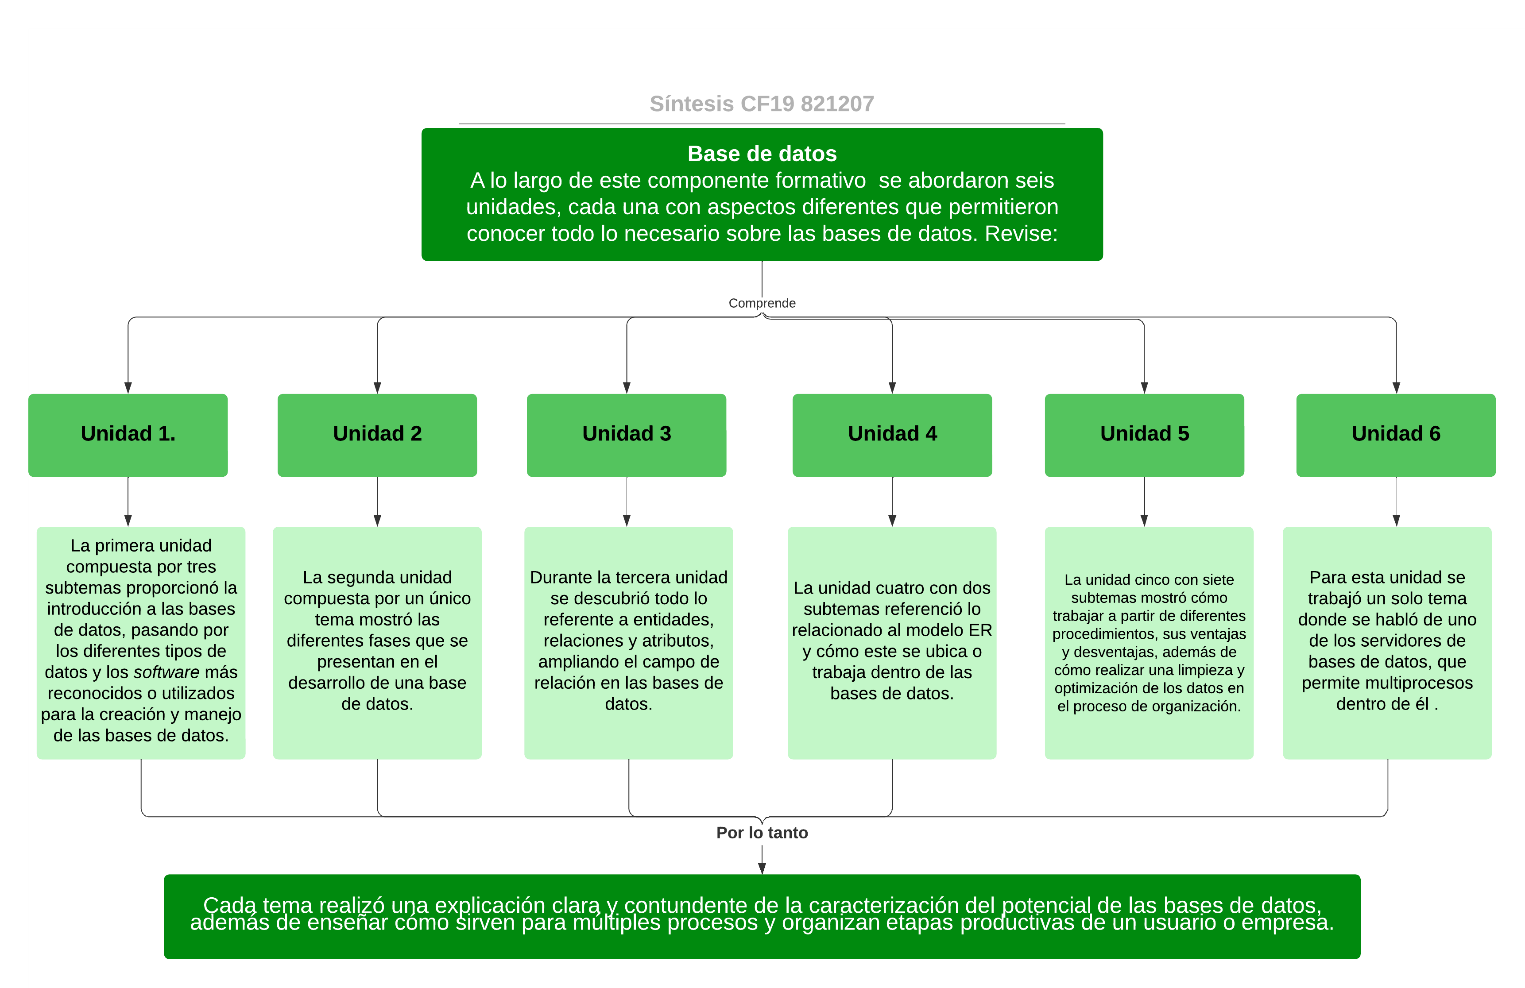 Síntesis CF19 821207
Base de datos
A lo largo de este componente formativo  se abordaron seis
unidades, cada una con aspectos diferentes que permitieron
conocer todo lo necesario sobre las bases de datos. Revise:
Comprende
Unidad 1.
Unidad 2
Unidad 3
Unidad 4
Unidad 5
Unidad 6
La primera unidad
compuesta por tres
subtemas proporcionó la
introducción a las bases
de datos, pasando por
los diferentes tipos de
datos y los software más
reconocidos o utilizados
para la creación y manejo
de las bases de datos.
La segunda unidad
compuesta por un único
tema mostró las
diferentes fases que se
presentan en el
desarrollo de una base
de datos.
Durante la tercera unidad
se descubrió todo lo
referente a entidades,
relaciones y atributos,
ampliando el campo de
relación en las bases de
datos.
La unidad cuatro con dos
subtemas referenció lo
relacionado al modelo ER
y cómo este se ubica o
trabaja dentro de las
bases de datos.
La unidad cinco con siete
subtemas mostró cómo
trabajar a partir de diferentes
procedimientos, sus ventajas
y desventajas, además de
cómo realizar una limpieza y
optimización de los datos en
el proceso de organización.
Para esta unidad se
trabajó un solo tema
donde se habló de uno
de los servidores de
bases de datos, que
permite multiprocesos
dentro de él .
Por lo tanto
Cada tema realizó una explicación clara y contundente de la caracterización del potencial de las bases de datos,
además de enseñar cómo sirven para múltiples procesos y organizan etapas productivas de un usuario o empresa.